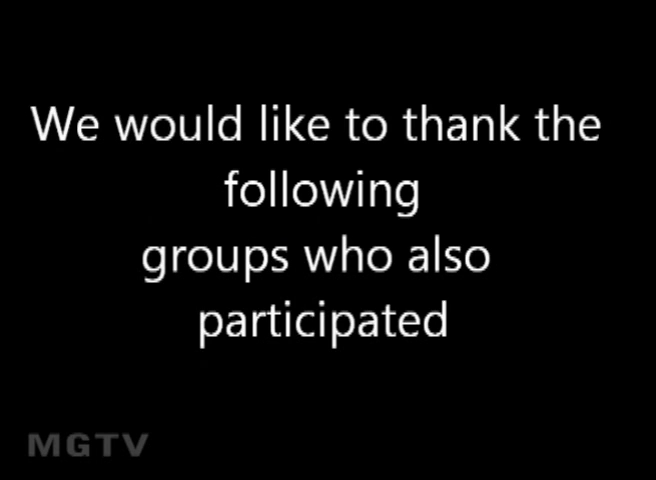 We would like to thank the
following
groups who also
participated
MGTV